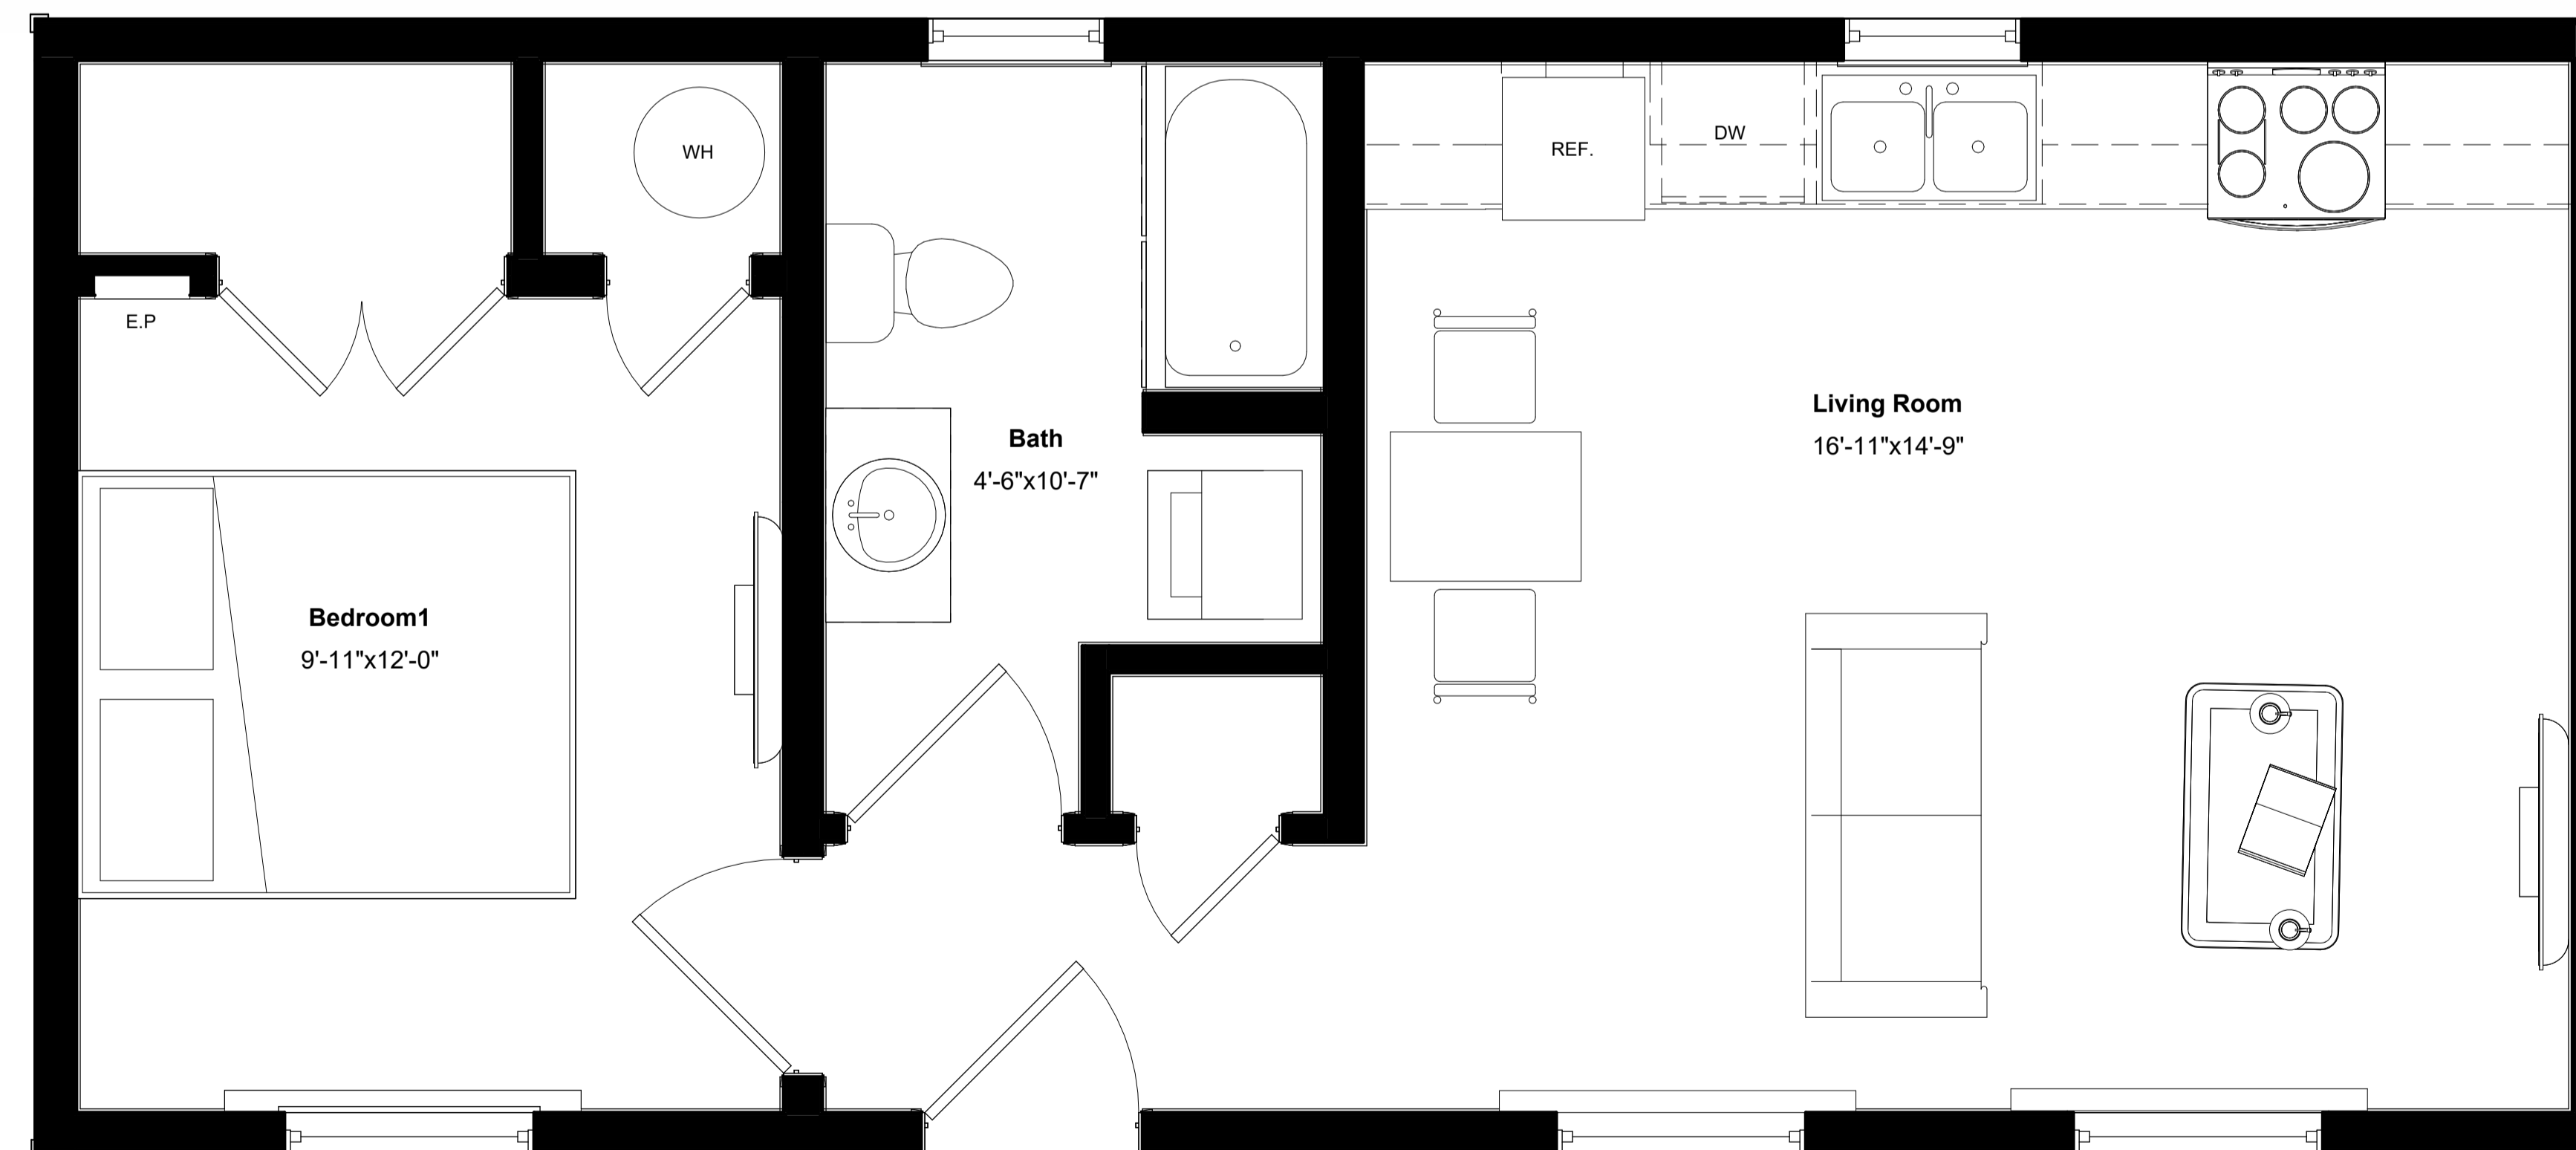 WH
REF.
DW
E.P
Living Room
16'-11"x14'-9"
Bath
4'-6"x10'-7"
Bedroom1
9'-11"x12'-0"